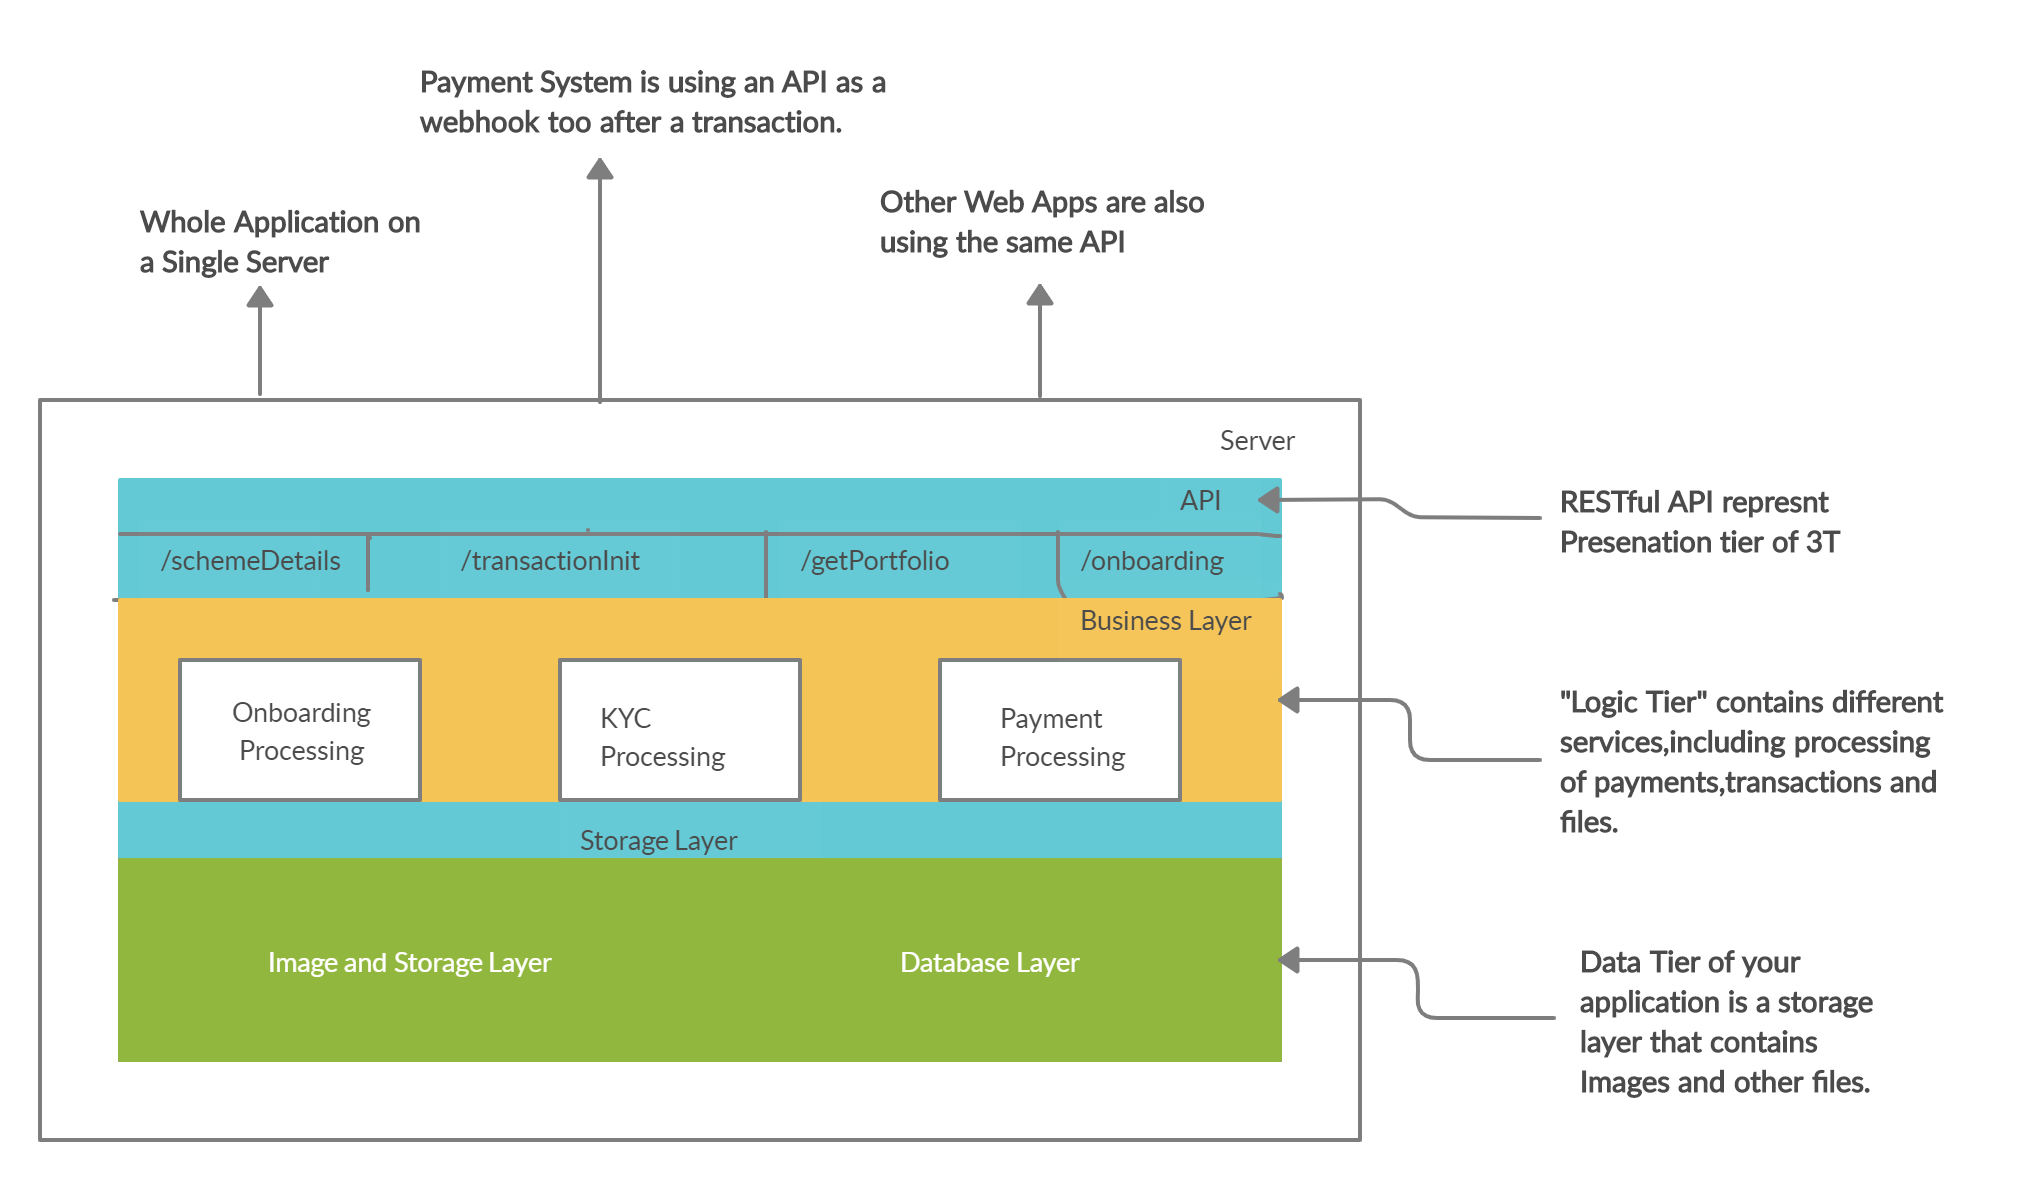 Payment System is using an API as a
webhook too after a transaction.
Whole Application on
a Single Server
Other Web Apps are also
using the same API
Server
API
RESTful API represnt
Presenation tier of 3T
/schemeDetails
/transactionInit
/getPortfolio
/onboarding
Business Layer
Onboarding
Processing
KYC
Processing
Payment
Processing
"Logic Tier" contains different
services,including processing
of payments,transactions and
files.
Storage Layer
Image and Storage Layer
Database Layer
Data Tier of your
application is a storage
layer that contains
Images and other files.